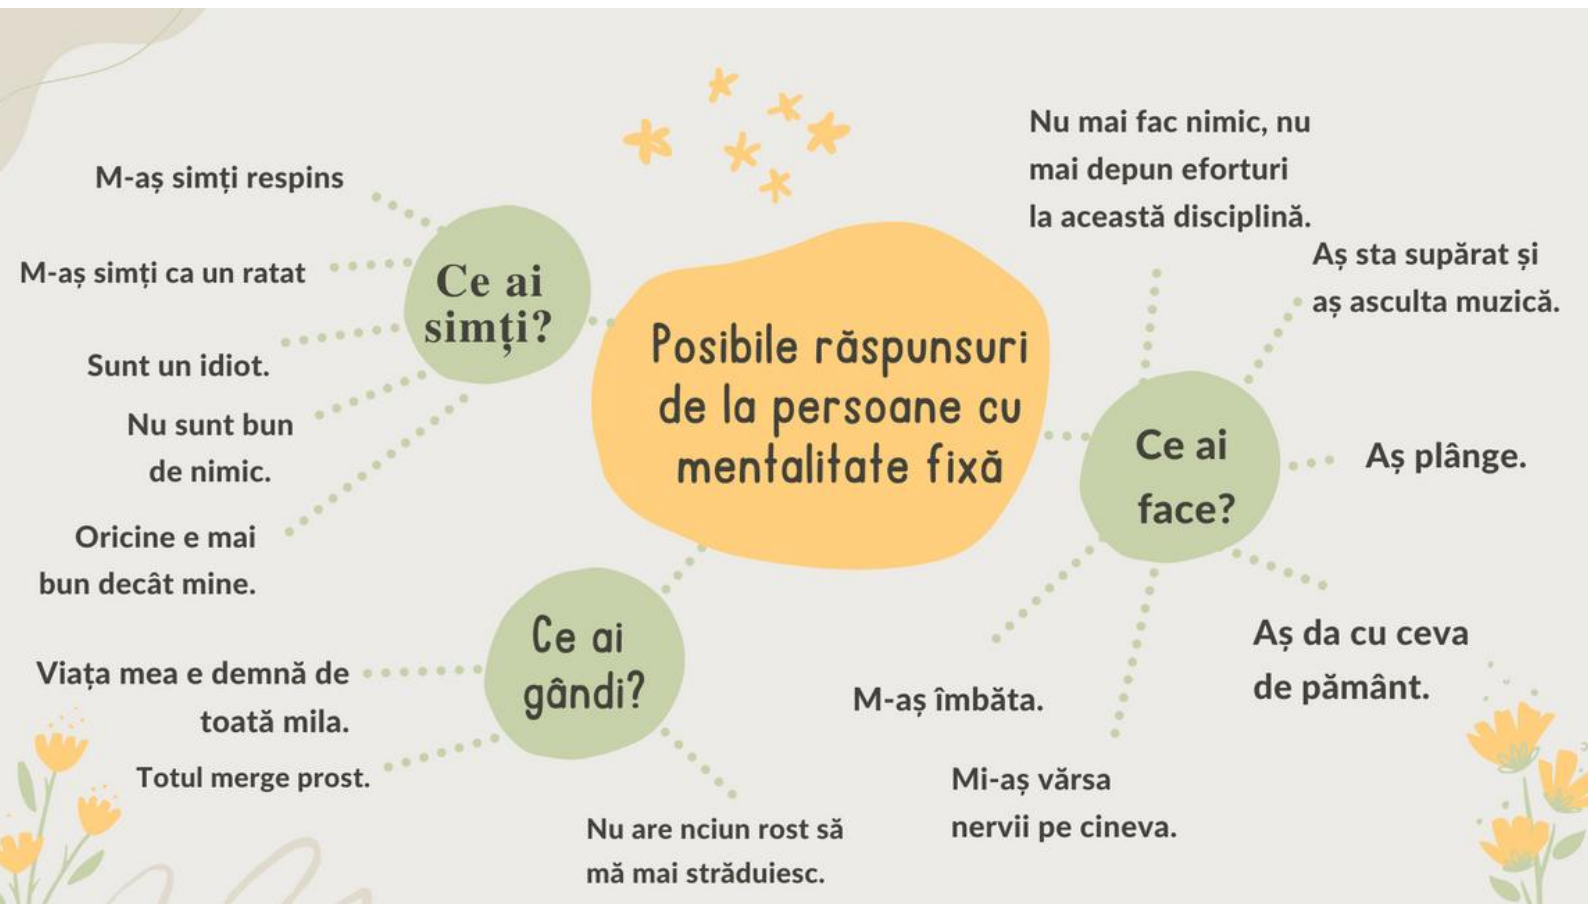 Posibile răspunsuri
de la persoane cu
mentalitate fixă
Ce ai
simți?
M-aș simți respins
M-aș simți ca un ratat
Sunt un idiot.
Nu sunt bun
de nimic.
Oricine e mai
bun decât mine.
Ce ai
gândi?
Viața mea e demnă de
toată mila.
Totul merge prost.
Nu are nciun rost să
mă mai străduiesc.
Ce ai
face?
Nu mai fac nimic, nu
mai depun eforturi
la această disciplină.
Aș sta supărat și
aș asculta muzică.
Aș plânge.
Aș da cu ceva
de pământ.
Mi-aș vărsa
nervii pe cineva.
M-aș îmbăta.